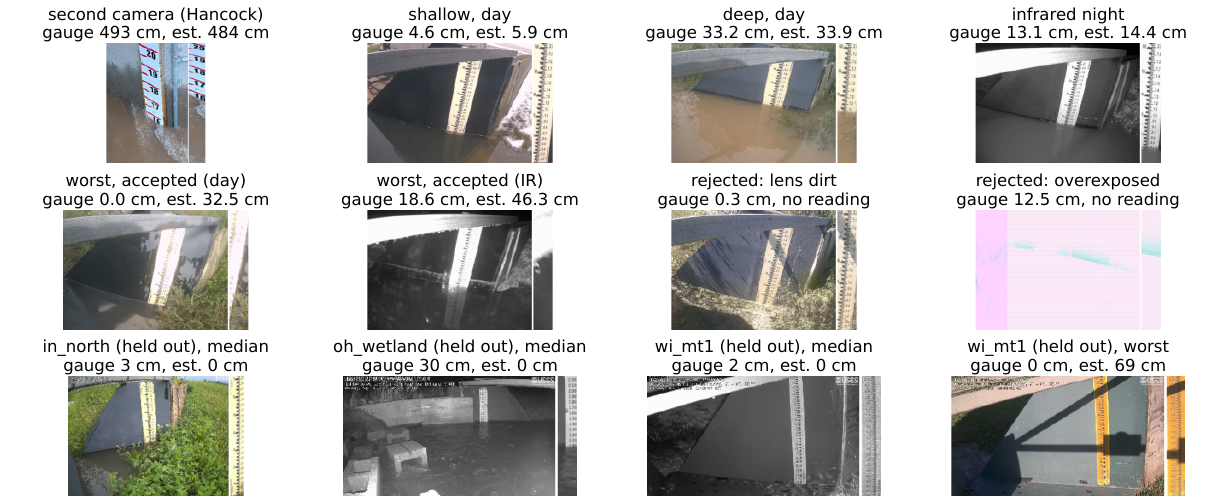 second camera (Hancock)
gauge 493 cm, est. 484 cm
shallow, day
gauge 4.6 cm, est. 5.9 cm
deep, day
gauge 33.2 cm, est. 33.9 cm
infrared night
gauge 13.1 cm, est. 14.4 cm
20
19
18
17
worst, accepted (day)
gauge 0.0 cm, est. 32.5 cm
worst, accepted (IR)
gauge 18.6 cm, est. 46.3 cm
rejected: lens dirt
gauge 0.3 cm, no reading
rejected: overexposed
gauge 12.5 cm, no reading
in_north (held out), median
gauge 3 cm, est. 0 cm
oh_wetland (held out), median
gauge 30 cm, est. 0 cm
wi_mt1 (held out), median
gauge 2 cm, est. 0 cm
wi_mt1 (held out), worst
gauge 0 cm, est. 69 cm